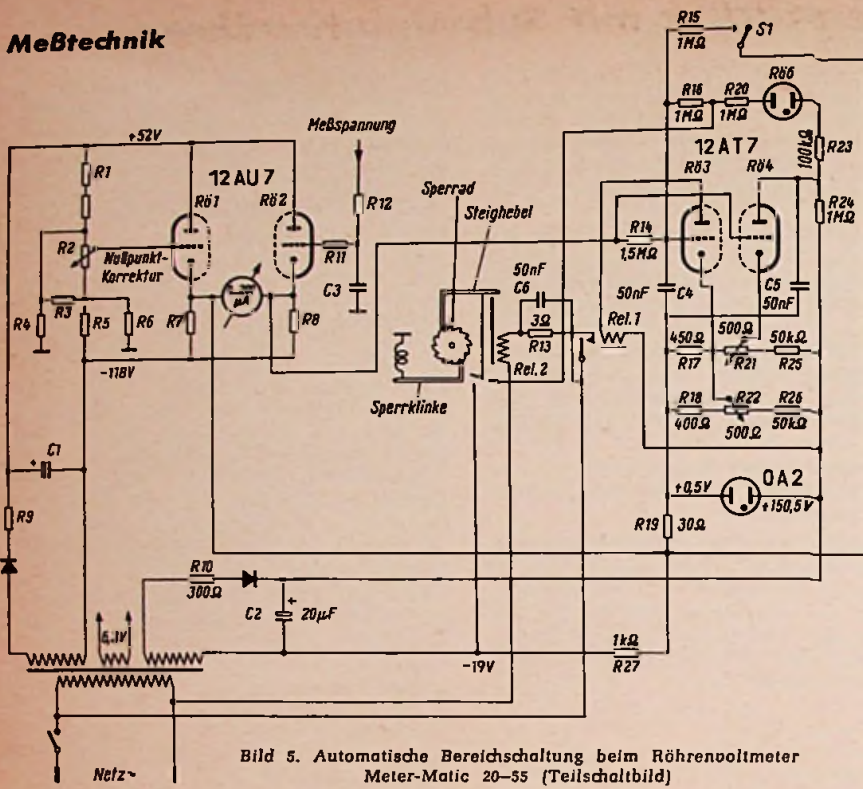 Meßtechnik
R15
1MΩ
S1
R16
1MΩ
R20
1MΩ
Rö6
+52V
Meßspannung
12AT7
Rö3
Rö4
100kΩ
R23
R24
1MΩ
R1
12AU7
Rö1
Rö2
R12
Sperrad
Steighebel
R14
1,5MΩ
R2
Nullpunkt-
Korrektur
µA
R11
C3
50nF
C6
3Ω
R13
50nF
C4
C5
50nF
R3
R4
R5
R6
R7
R8
Rel.1
Rel.2
450Ω
R17
500Ω
R21
50kΩ
R25
-118V
Sperrklinke
R18
400Ω
R22
500Ω
R26
50kΩ
C1
+
0A2
+0,5V
+150,5V
R9
R19
30Ω
R10
300Ω
C2
+
20µF
6,3V
-19V
1kΩ
R27
Netz~
Bild 5. Automatische Bereichschaltung beim Röhrenvoltmeter
Meter-Matic 20–55 (Teilschaltbild)